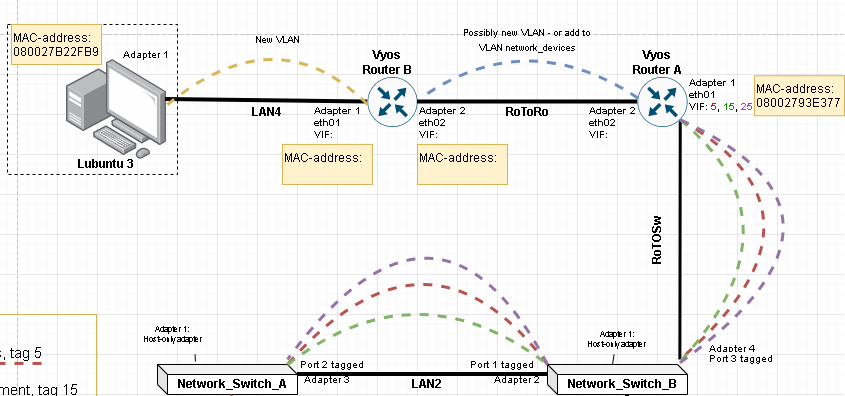 MAC-address:
080027B22FB9
Adapter 1
Lubuntu 3
New VLAN
LAN4
Vyos
Router B
Adapter 1
eth01
VIF:
MAC-address:
Adapter 2
eth02
VIF:
MAC-address:
Possibly new VLAN - or add to
VLAN network_devices
RoToRo
Vyos
Router A
Adapter 2
eth02
VIF:
Adapter 1
eth01
VIF: 5, 15, 25
MAC-address:
08002793E377
RoTOSw
Adapter 1:
Host-only adapter
Port 2 tagged
Adapter 3
Network_Switch_A
LAN2
Port 1 tagged
Adapter 2
Adapter 1:
Host-only adapter
Network_Switch_B
Adapter 4
Port 3 tagged
, tag 5
ment, tag 15